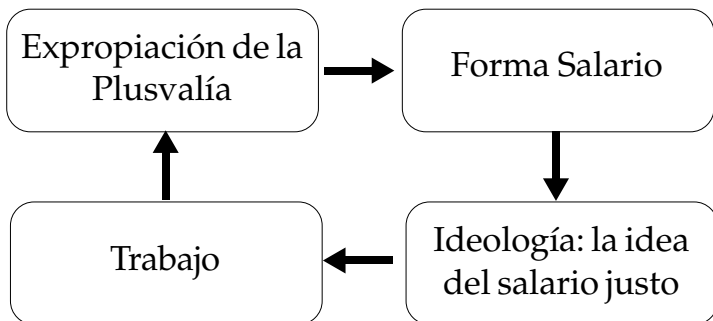 Expropiación de la
Plusvalía
Forma Salario
Trabajo
Ideología: la idea
del salario justo